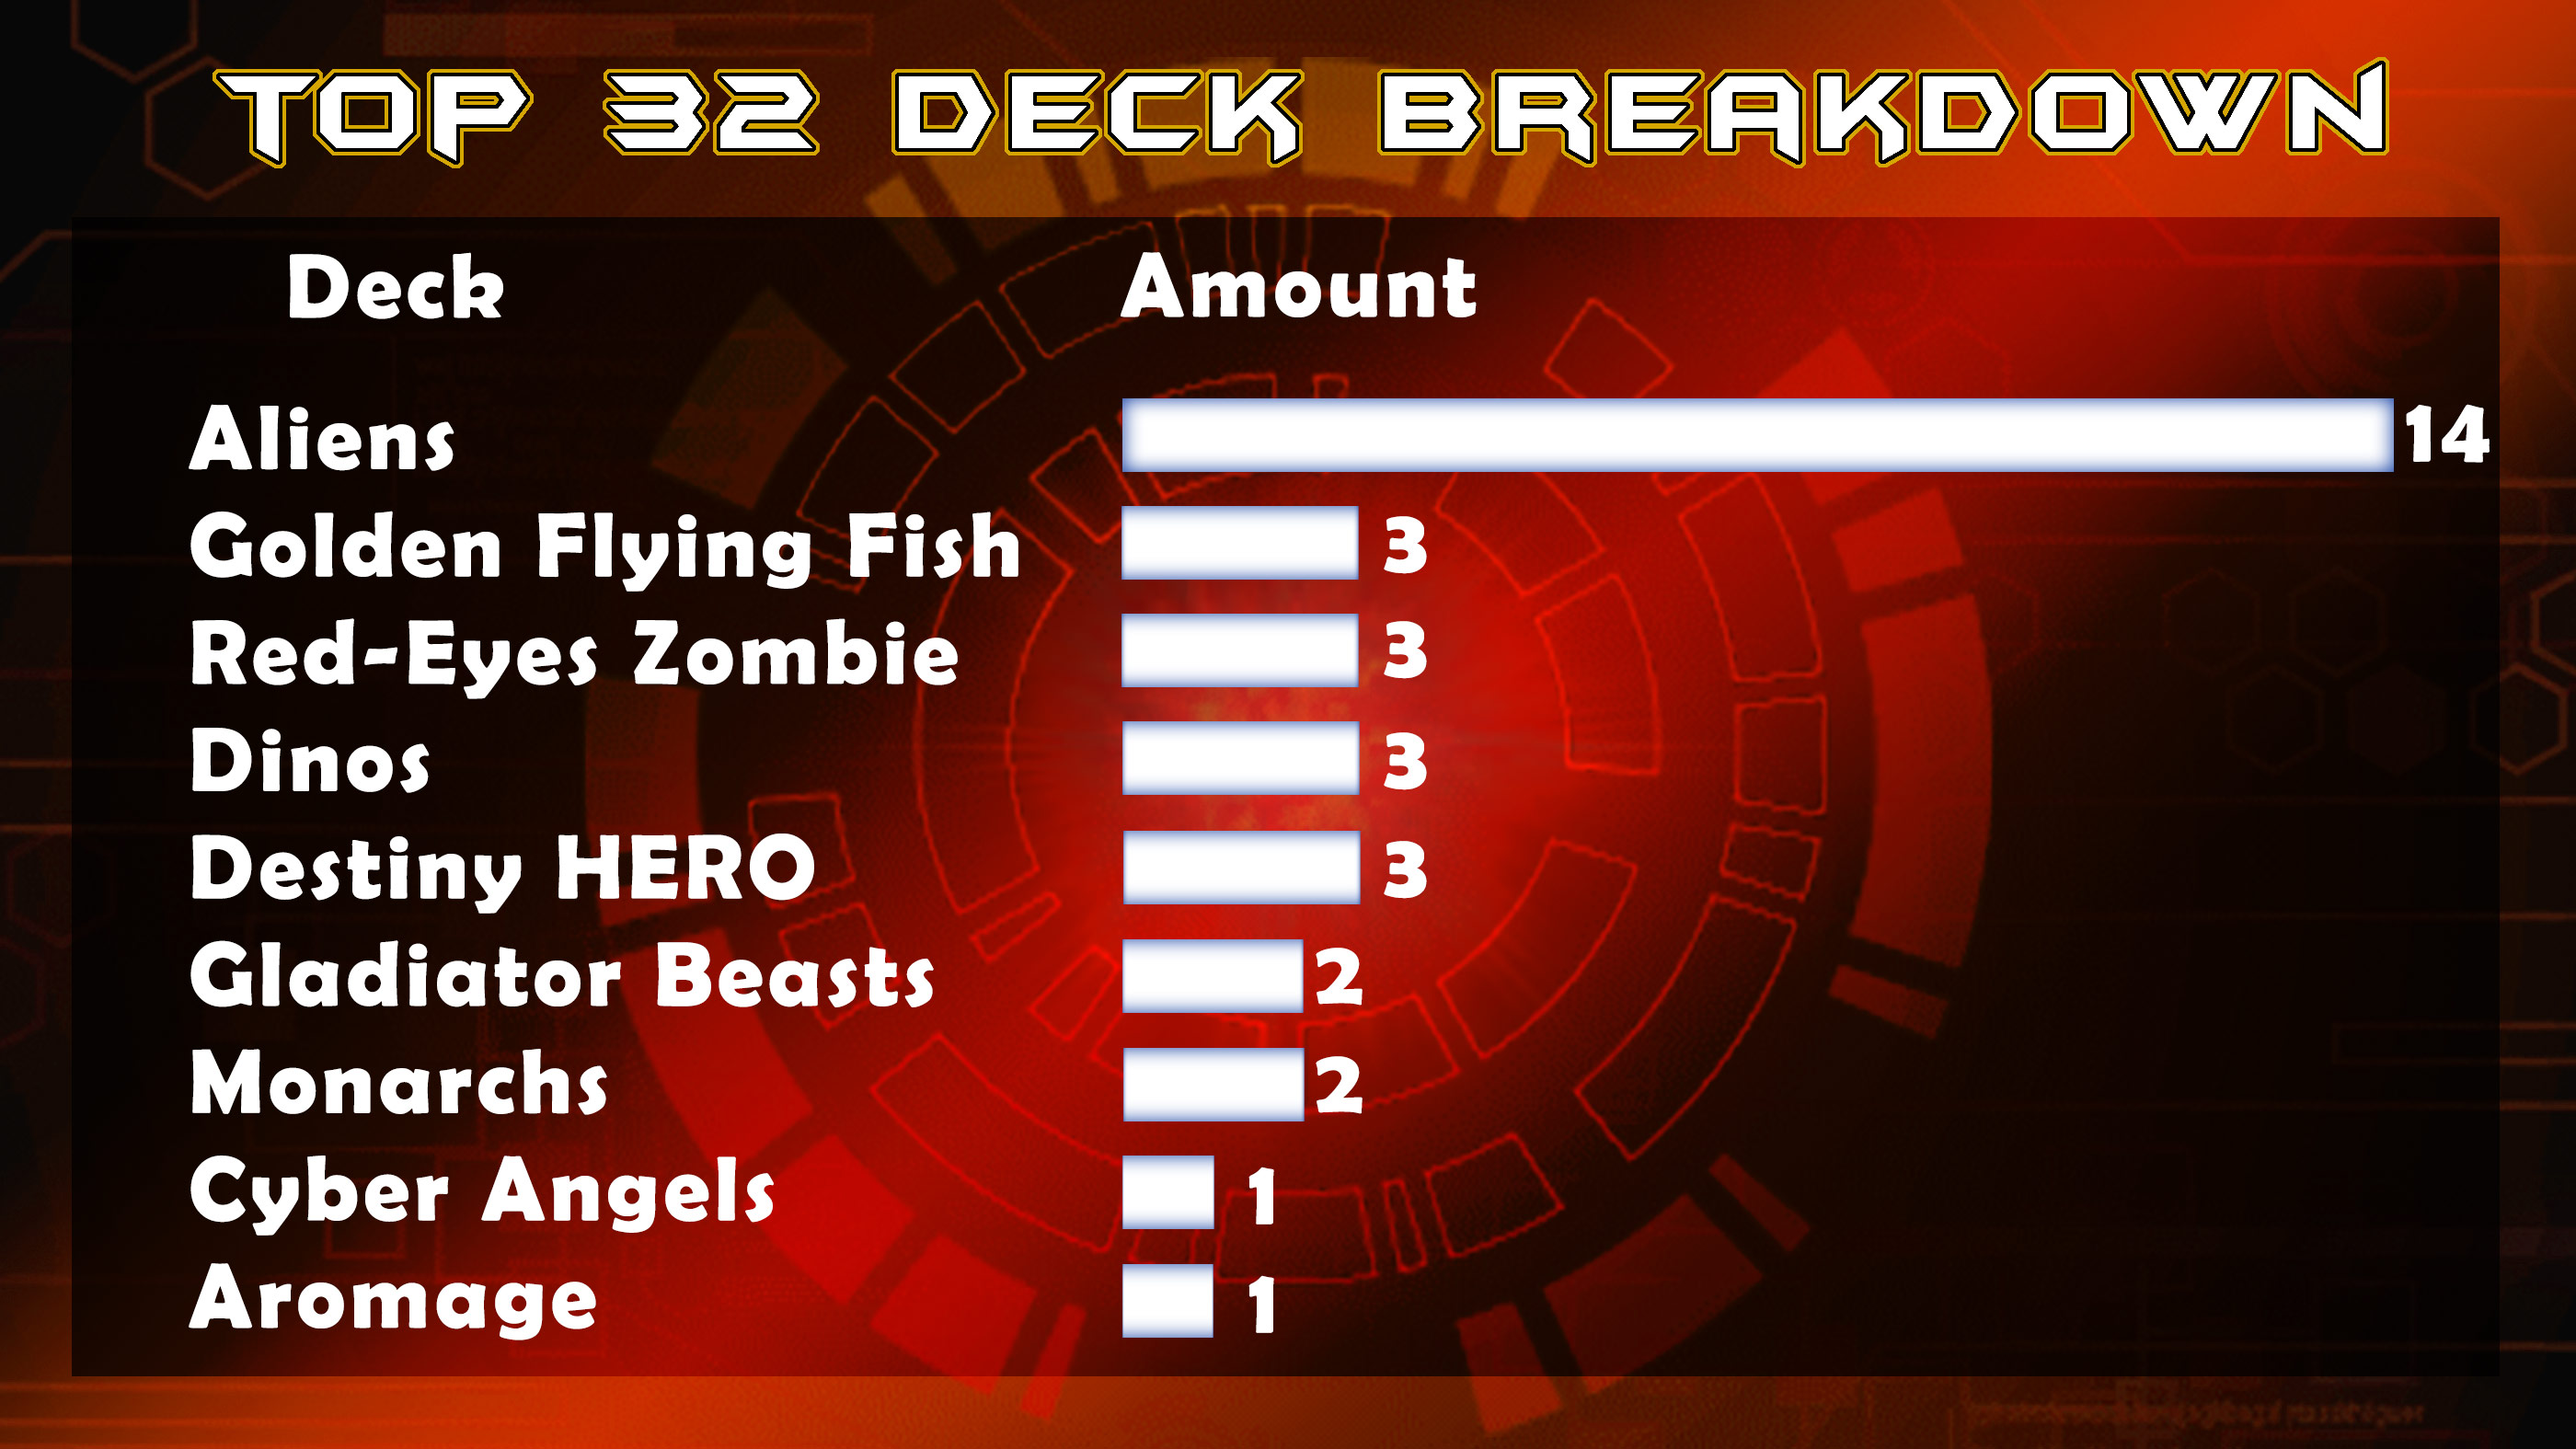 TOP 32 DECK BREAKDOWN
Deck Amount
Aliens 14
Golden Flying Fish 3
Red-Eyes Zombie 3
Dinos 3
Destiny HERO 3
Gladiator Beasts 2
Monarchs 2
Cyber Angels 1
Aromage 1